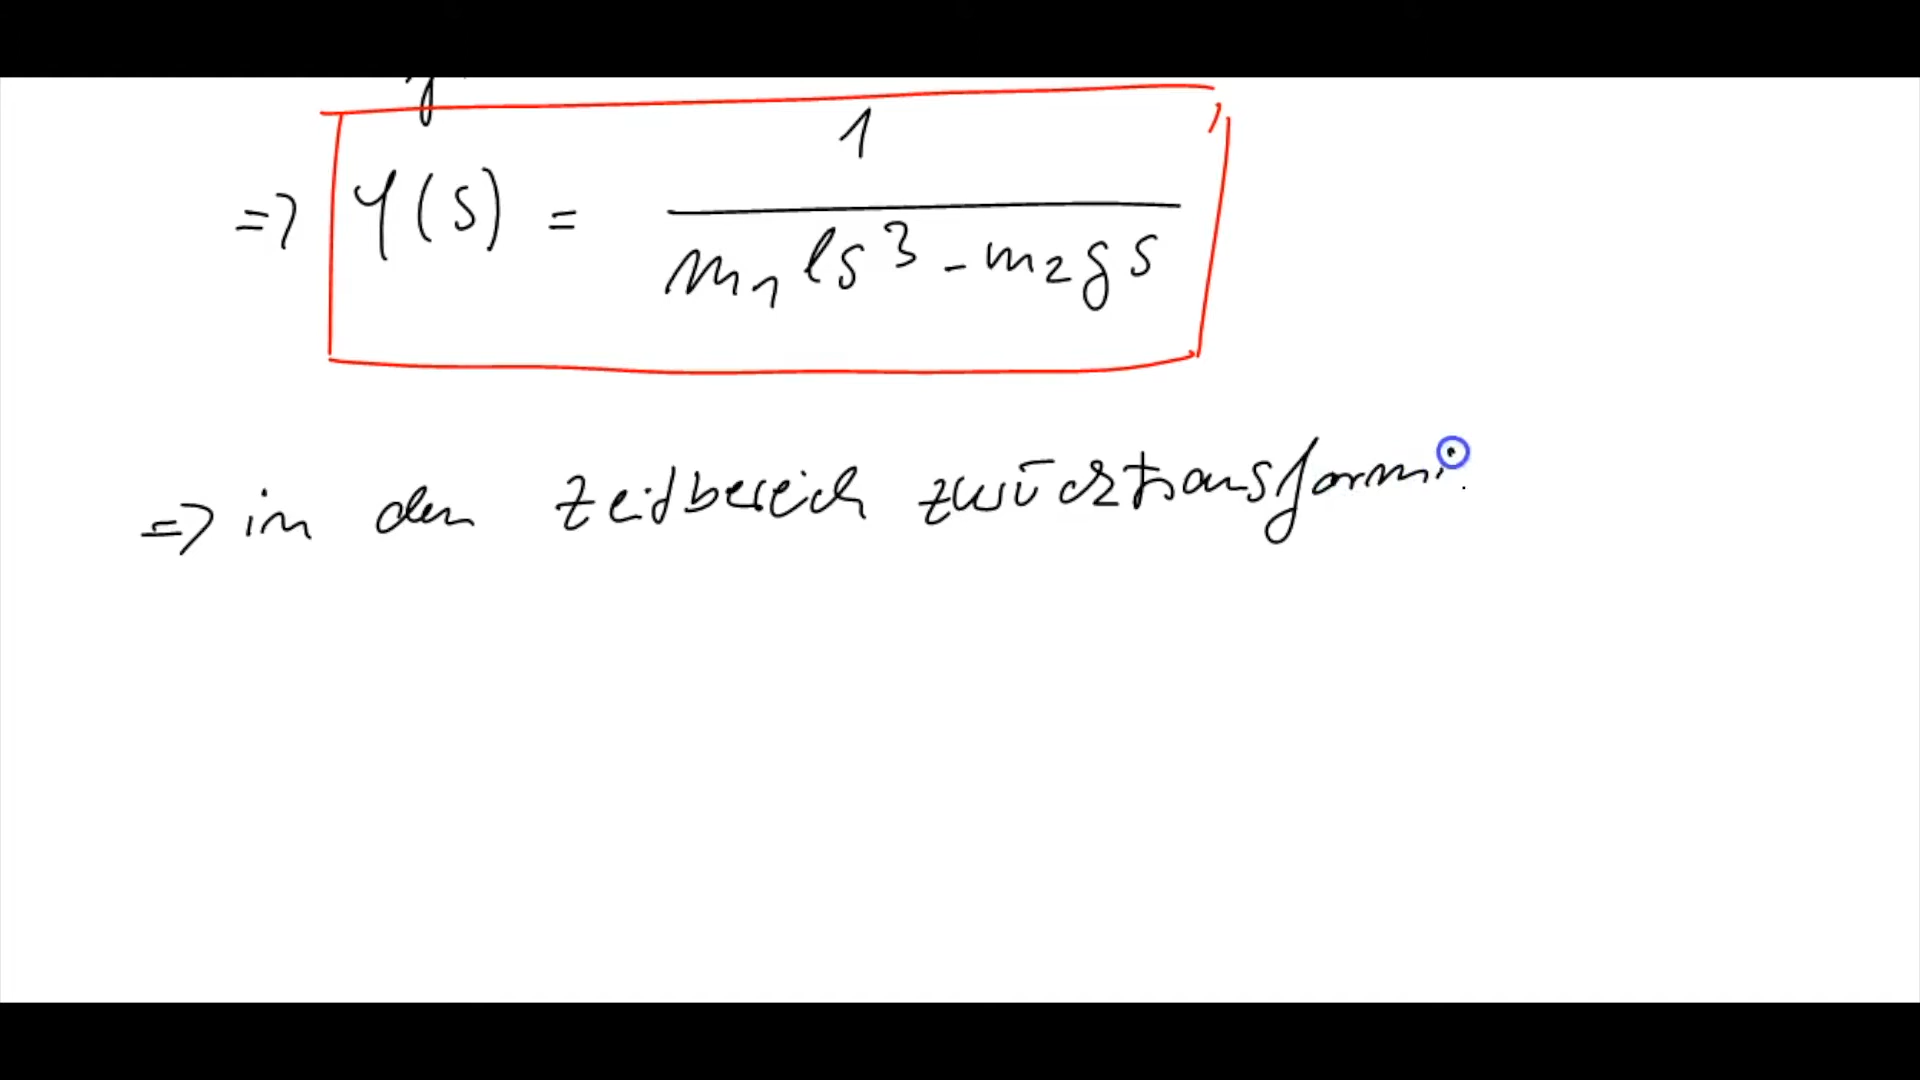 => Y(s) = 1 / (m₁ls³ - m₂gs)
=> in den Zeitbereich zurücktransformi